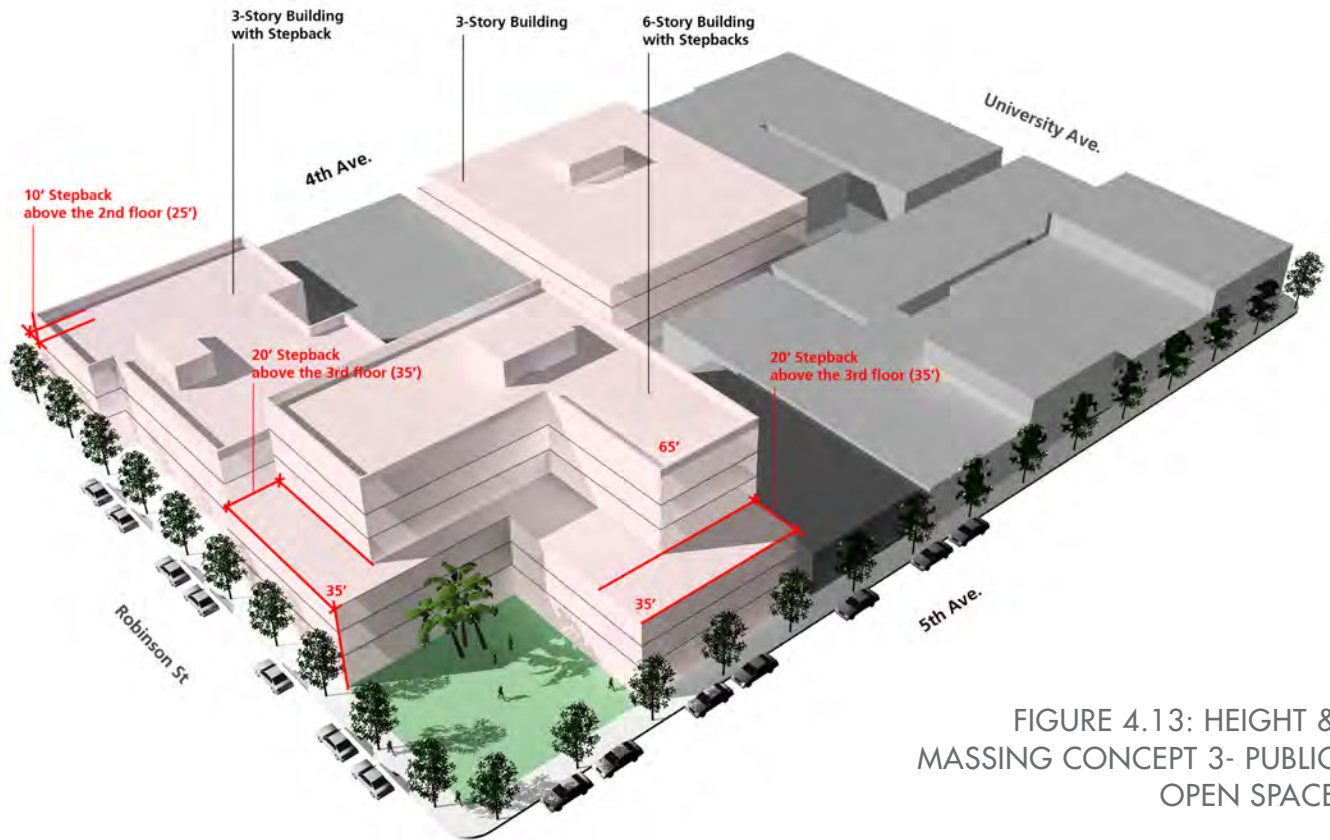 3-Story Building
with Stepback
3-Story Building
6-Story Building
with Stepbacks
University Ave.
4th Ave.
10' Stepback
above the 2nd floor (25')
20' Stepback
above the 3rd floor (35')
20' Stepback
above the 3rd floor (35')
65'
35'
35'
Robinson St
5th Ave.
FIGURE 4.13: HEIGHT &
MASSING CONCEPT 3- PUBLIC
OPEN SPACE